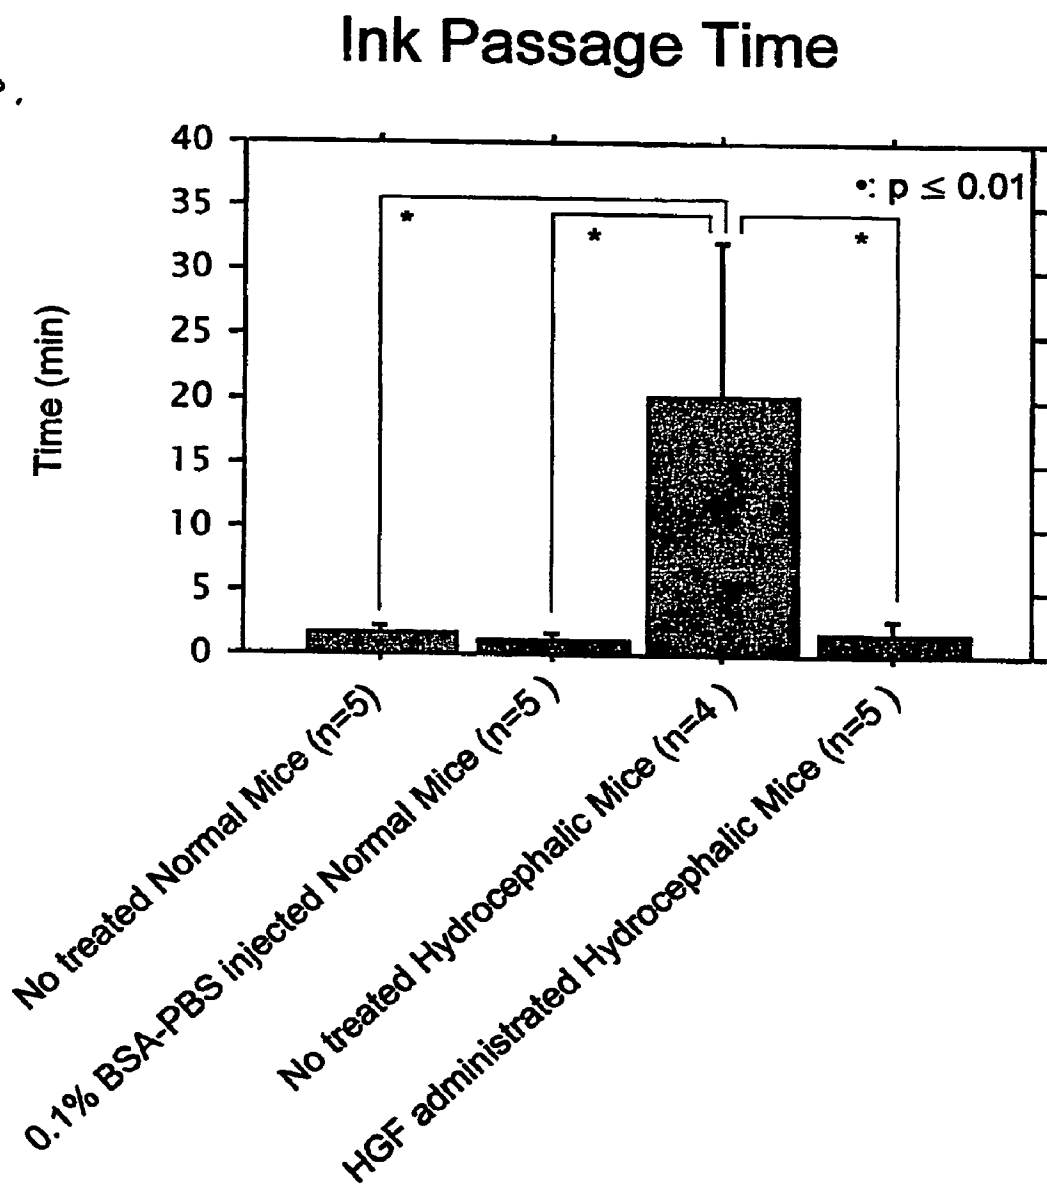 Ink Passage Time
40
35
30
25
20
15
10
5
0
Time (min)
•: p ≤ 0.01
*
*
*
No treated Normal Mice (n=5)
0.1% BSA-PBS injected Normal Mice (n=5 )
No treated Hydrocephalic Mice (n=4 )
HGF administrated Hydrocephalic Mice (n=5 )